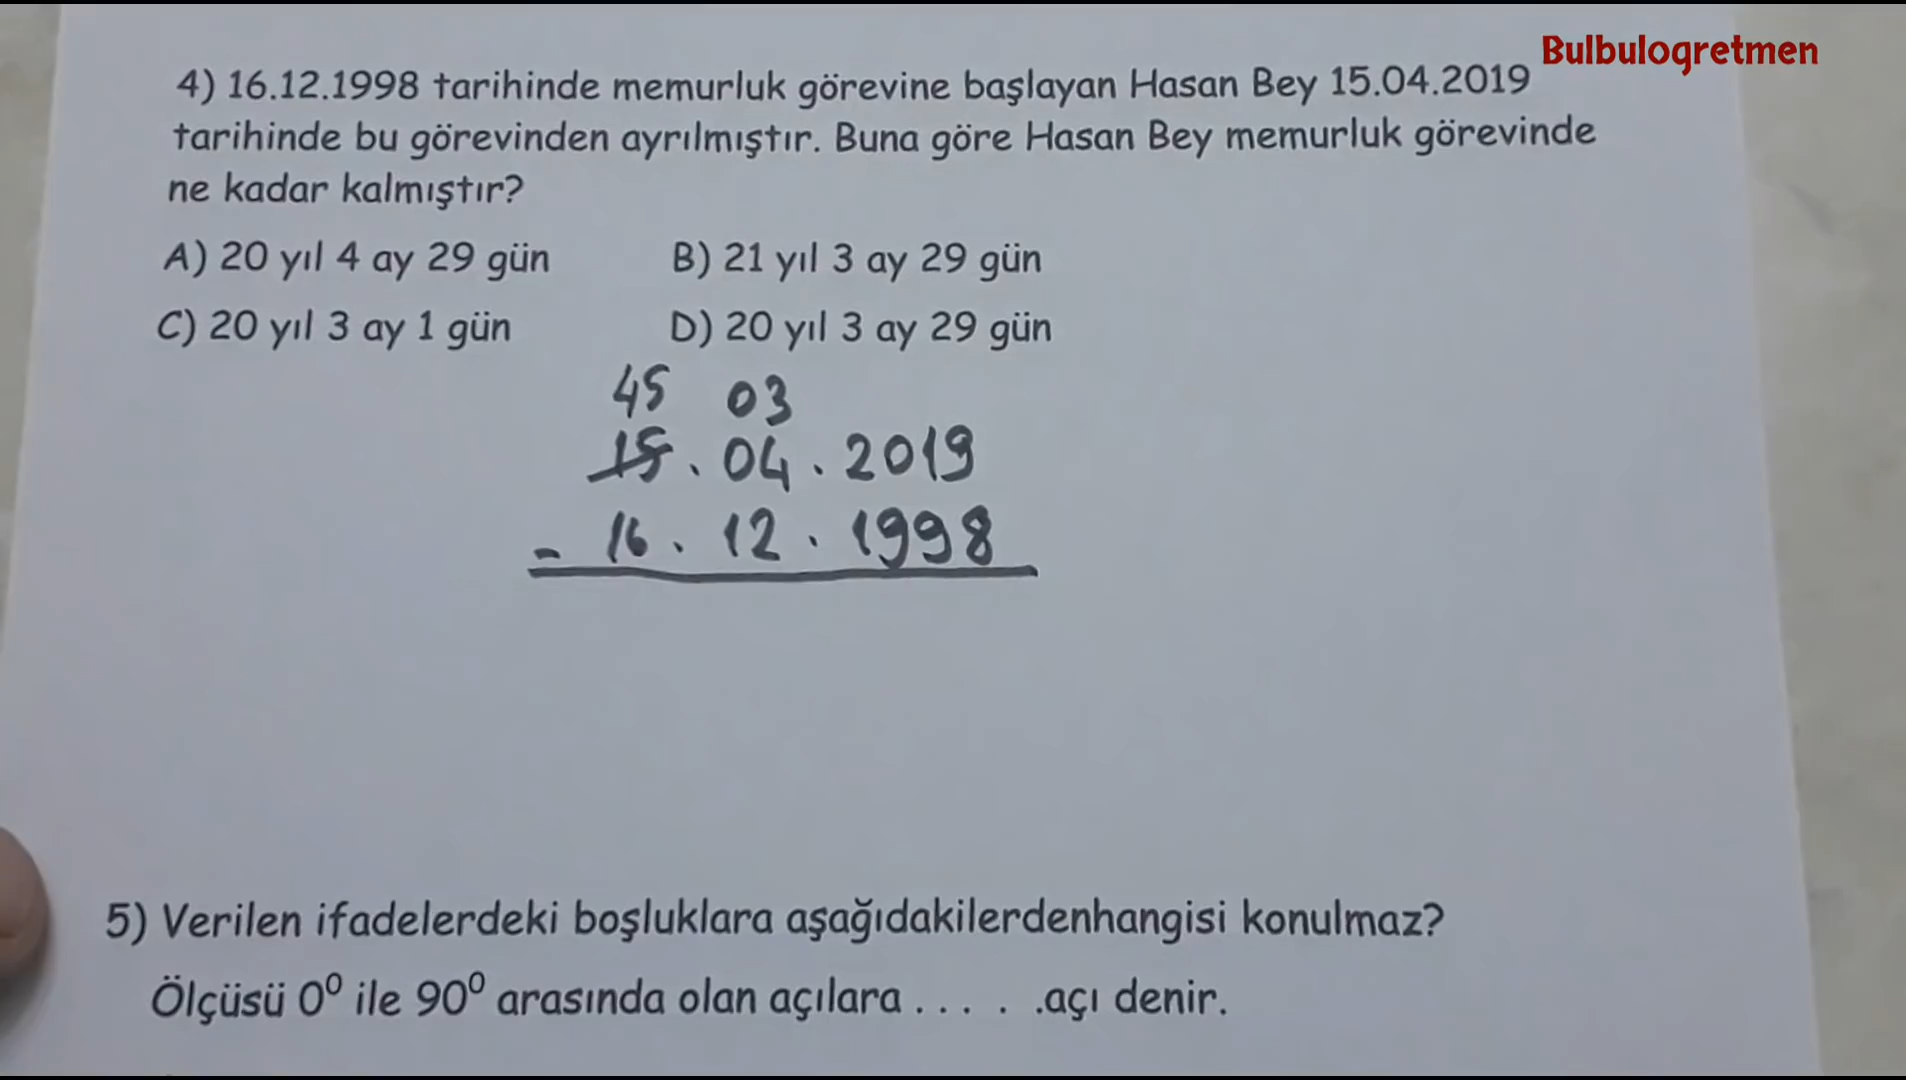 Bulbulogretmen
4) 16.12.1998 tarihinde memurluk görevine başlayan Hasan Bey 15.04.2019
tarihinde bu görevinden ayrılmıştır. Buna göre Hasan Bey memurluk görevinde
ne kadar kalmıştır?
A) 20 yıl 4 ay 29 gün B) 21 yıl 3 ay 29 gün
C) 20 yıl 3 ay 1 gün D) 20 yıl 3 ay 29 gün
45 03
15.04.2019
- 16.12.1998
5) Verilen ifadelerdeki boşluklara aşağıdakilerdenhangisi konulmaz?
Ölçüsü 0⁰ ile 90⁰ arasında olan açılara . . . . . .açı denir.